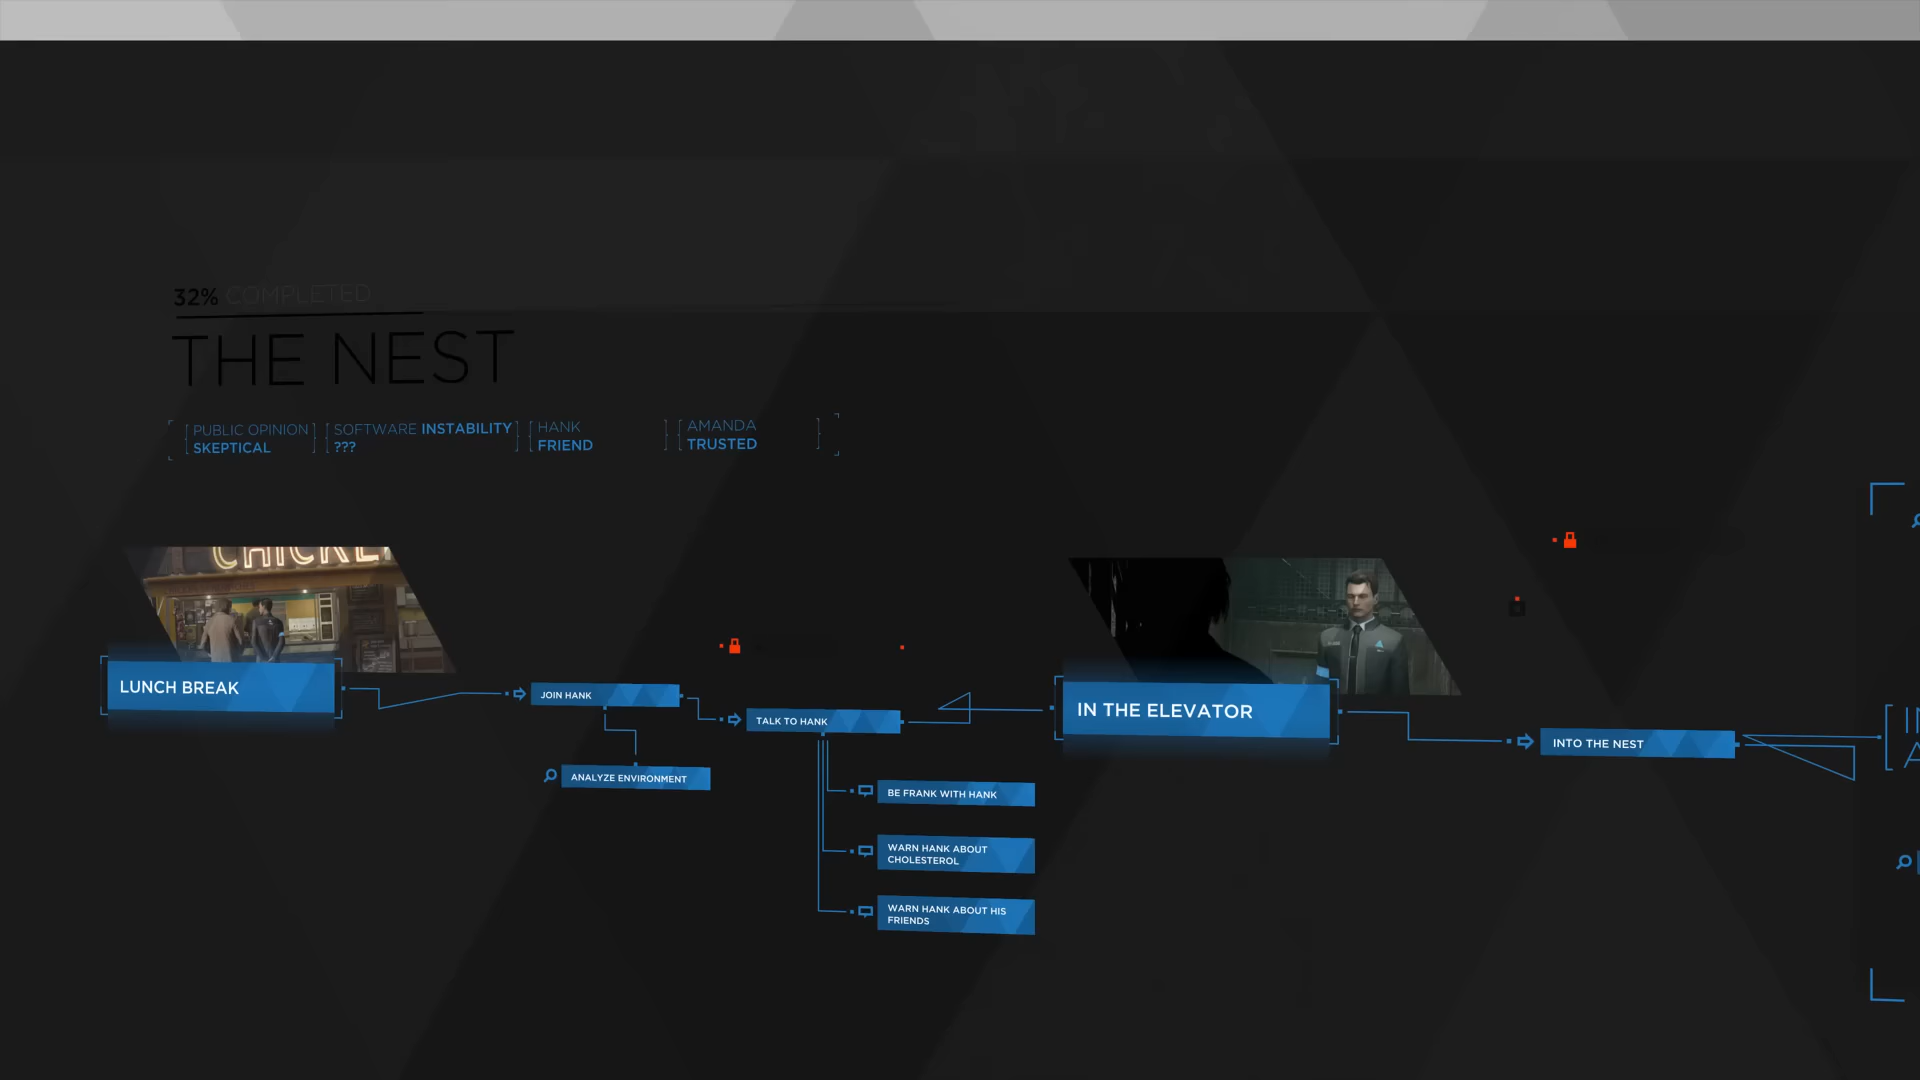 32% COMPLETED
THE NEST
PUBLIC OPINION
SKEPTICAL
SOFTWARE INSTABILITY
???
HANK
FRIEND
AMANDA
TRUSTED
LUNCH BREAK
JOIN HANK
ANALYZE ENVIRONMENT
TALK TO HANK
BE FRANK WITH HANK
WARN HANK ABOUT
CHOLESTEROL
WARN HANK ABOUT HIS
FRIENDS
IN THE ELEVATOR
INTO THE NEST